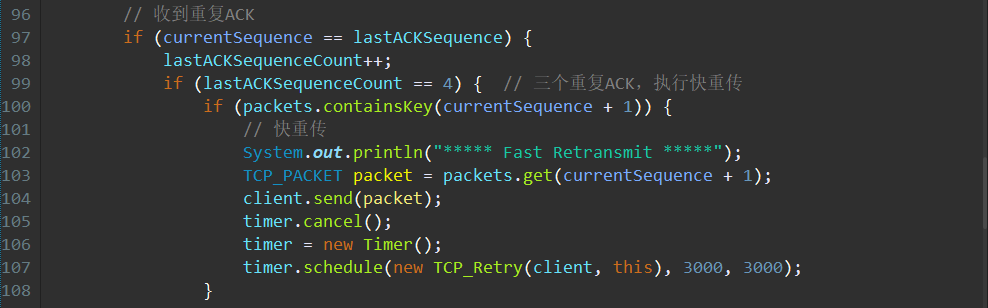 96 // 收到重复ACK
97 if (currentSequence == lastACKSequence) {
98 lastACKSequenceCount++;
99 if (lastACKSequenceCount == 4) { // 三个重复ACK，执行快重传
100 if (packets.containsKey(currentSequence + 1)) {
101 // 快重传
102 System.out.println("***** Fast Retransmit *****");
103 TCP_PACKET packet = packets.get(currentSequence + 1);
104 client.send(packet);
105 timer.cancel();
106 timer = new Timer();
107 timer.schedule(new TCP_Retry(client, this), 3000, 3000);
108 }